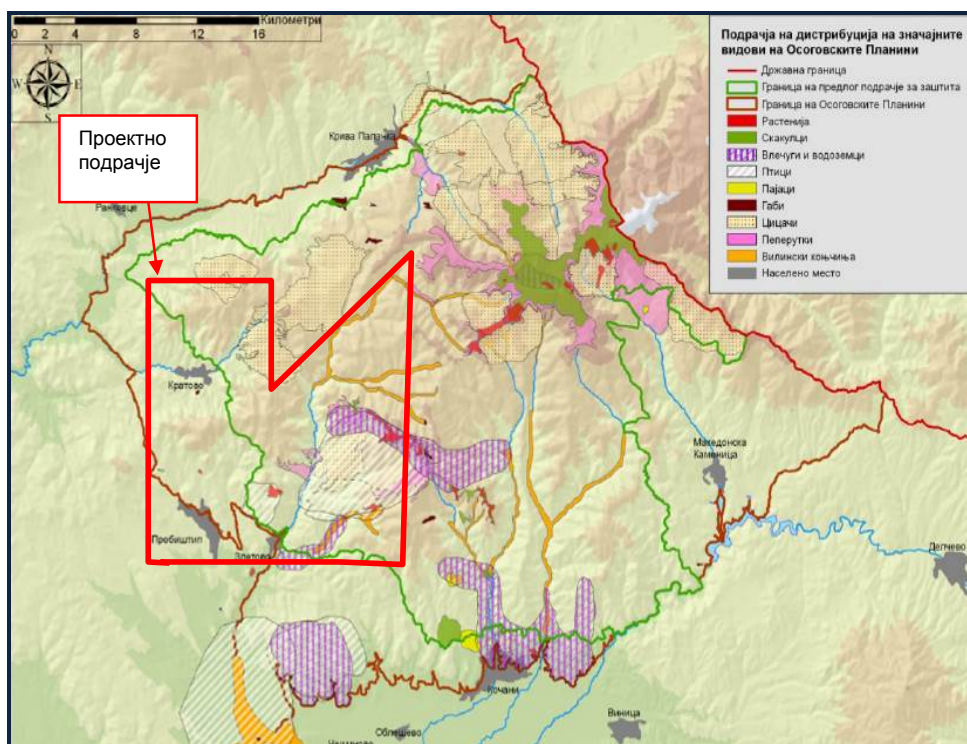 Километри
0 2 4 8 12 16
N
W E
S
Проектно
подрачје
Подрачја на дистрибуција на значајните
видови на Осоговските Планини
Државна граница
Граница на предлог подрачје за заштита
Граница на Осоговските Планини
Растенија
Скакулци
Влечуги и водоземци
Птици
Пајаци
Габи
Цицачи
Пеперутки
Вилински коњчиња
Населено место
Крива Паланка
Ранковце
Кратово
Македонска
Каменица
Пробиштип
Злетово
Делчево
Кочани
Виница
Облешево